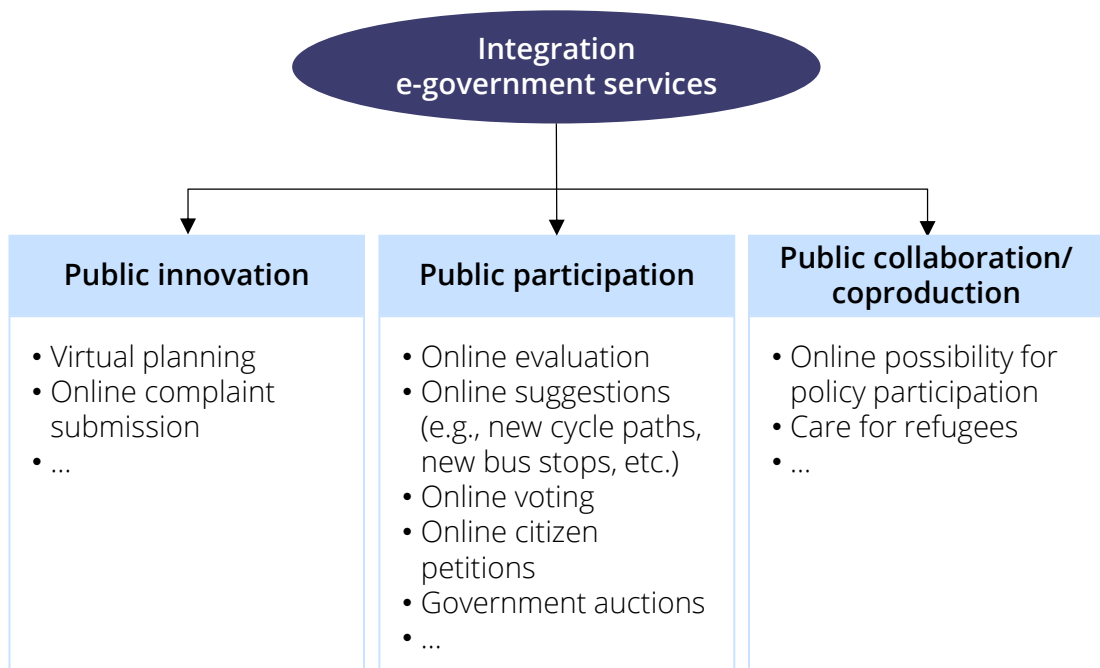 Integration
e-government services
Public innovation
• Virtual planning
• Online complaint
submission
• ...
Public participation
• Online evaluation
• Online suggestions
(e.g., new cycle paths,
new bus stops, etc.)
• Online voting
• Online citizen
petitions
• Government auctions
• ...
Public collaboration/
coproduction
• Online possibility for
policy participation
• Care for refugees
• ...